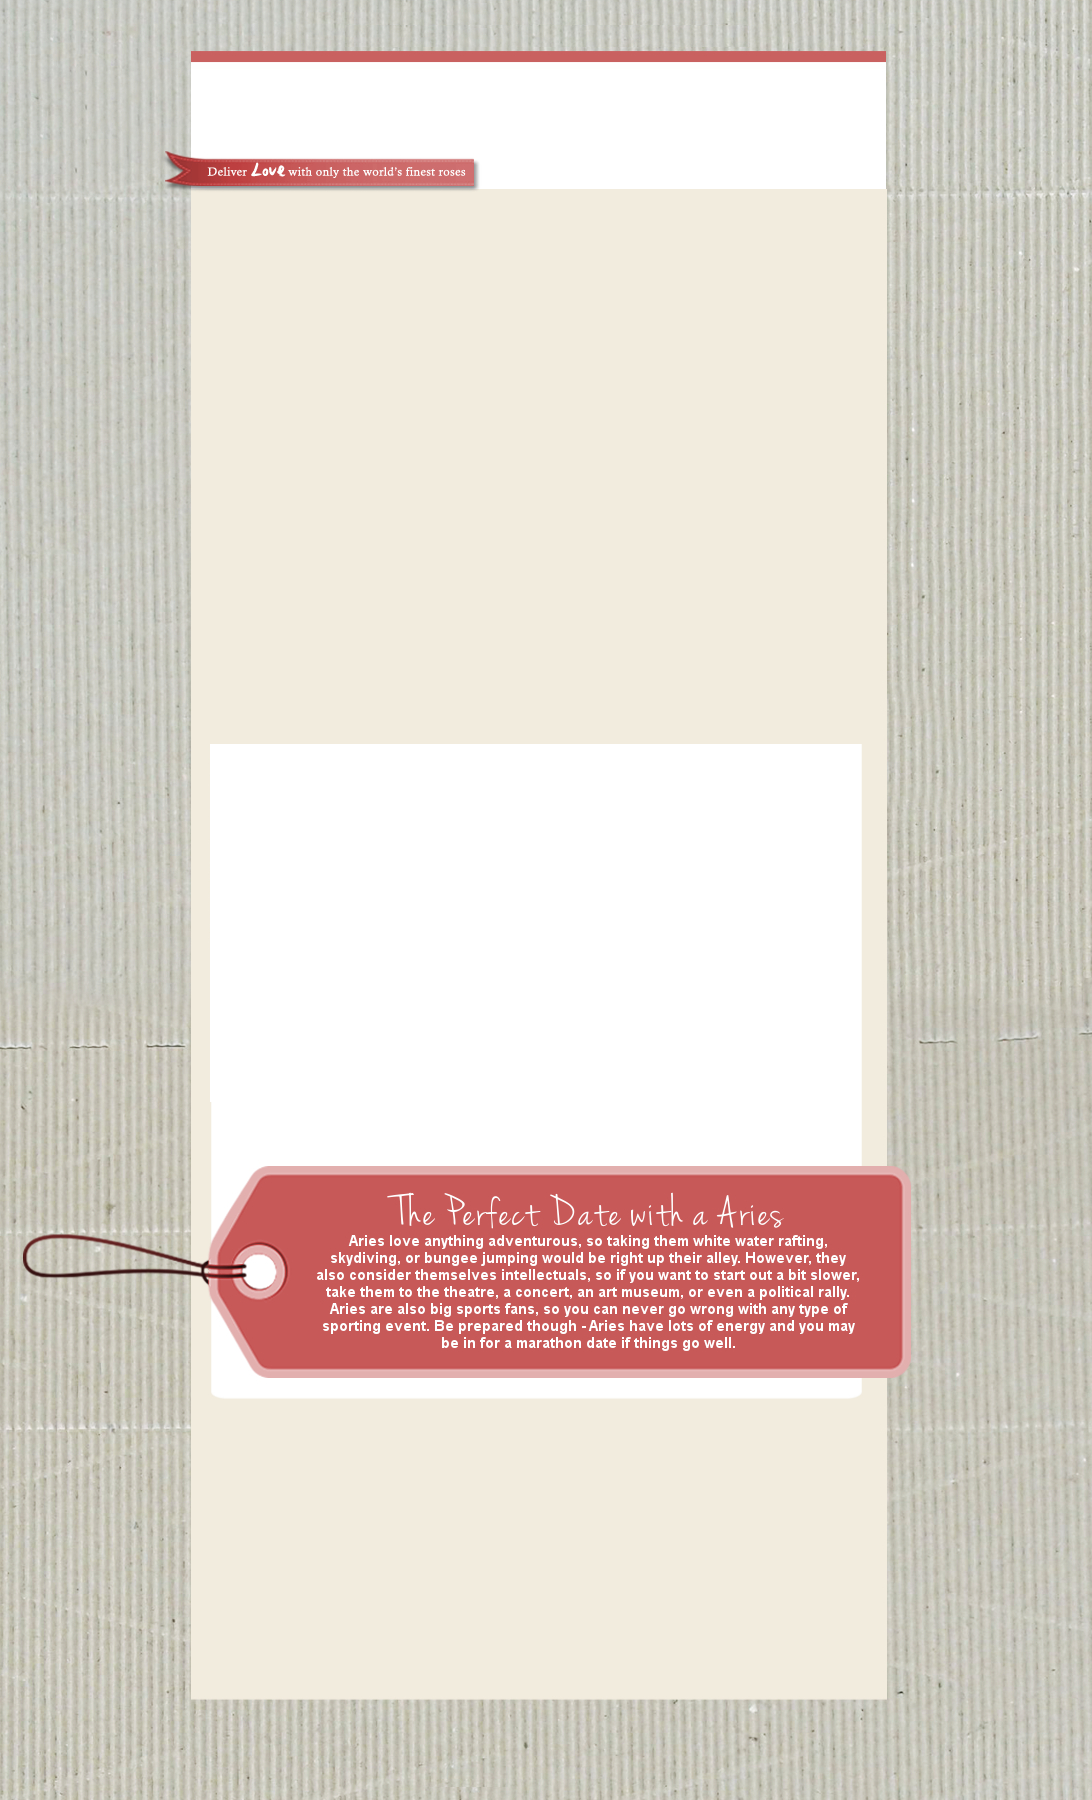 Deliver Love with only the world's finest roses
The Perfect Date with a Aries
Aries love anything adventurous, so taking them white water rafting,
skydiving, or bungee jumping would be right up their alley. However, they
also consider themselves intellectuals, so if you want to start out a bit slower,
take them to the theatre, a concert, an art museum, or even a political rally.
Aries are also big sports fans, so you can never go wrong with any type of
sporting event. Be prepared though - Aries have lots of energy and you may
be in for a marathon date if things go well.